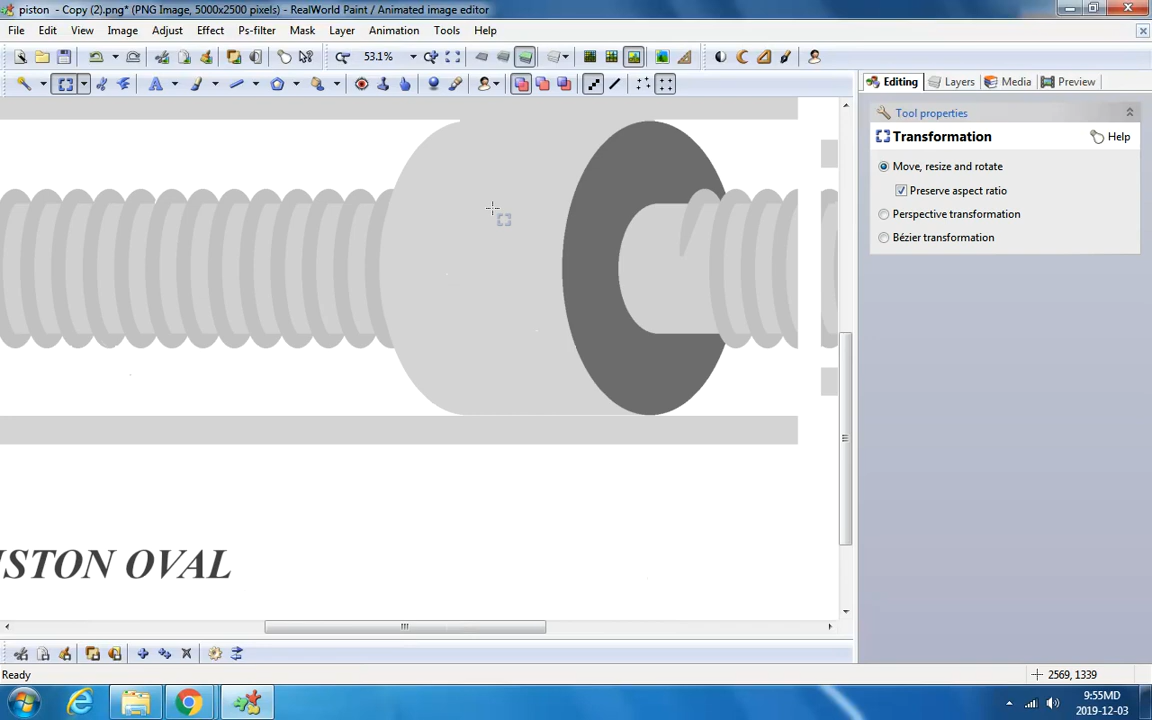 piston - Copy (2).png* (PNG Image, 5000x2500 pixels) - RealWorld Paint / Animated image editor
File Edit View Image Adjust Effect Ps-filter Mask Layer Animation Tools Help
53.1%
Editing Layers Media Preview
Tool properties
Transformation Help
Move, resize and rotate
Preserve aspect ratio
Perspective transformation
Bézier transformation
ISTON OVAL
Ready 2569, 1339
9:55MD
2019-12-03